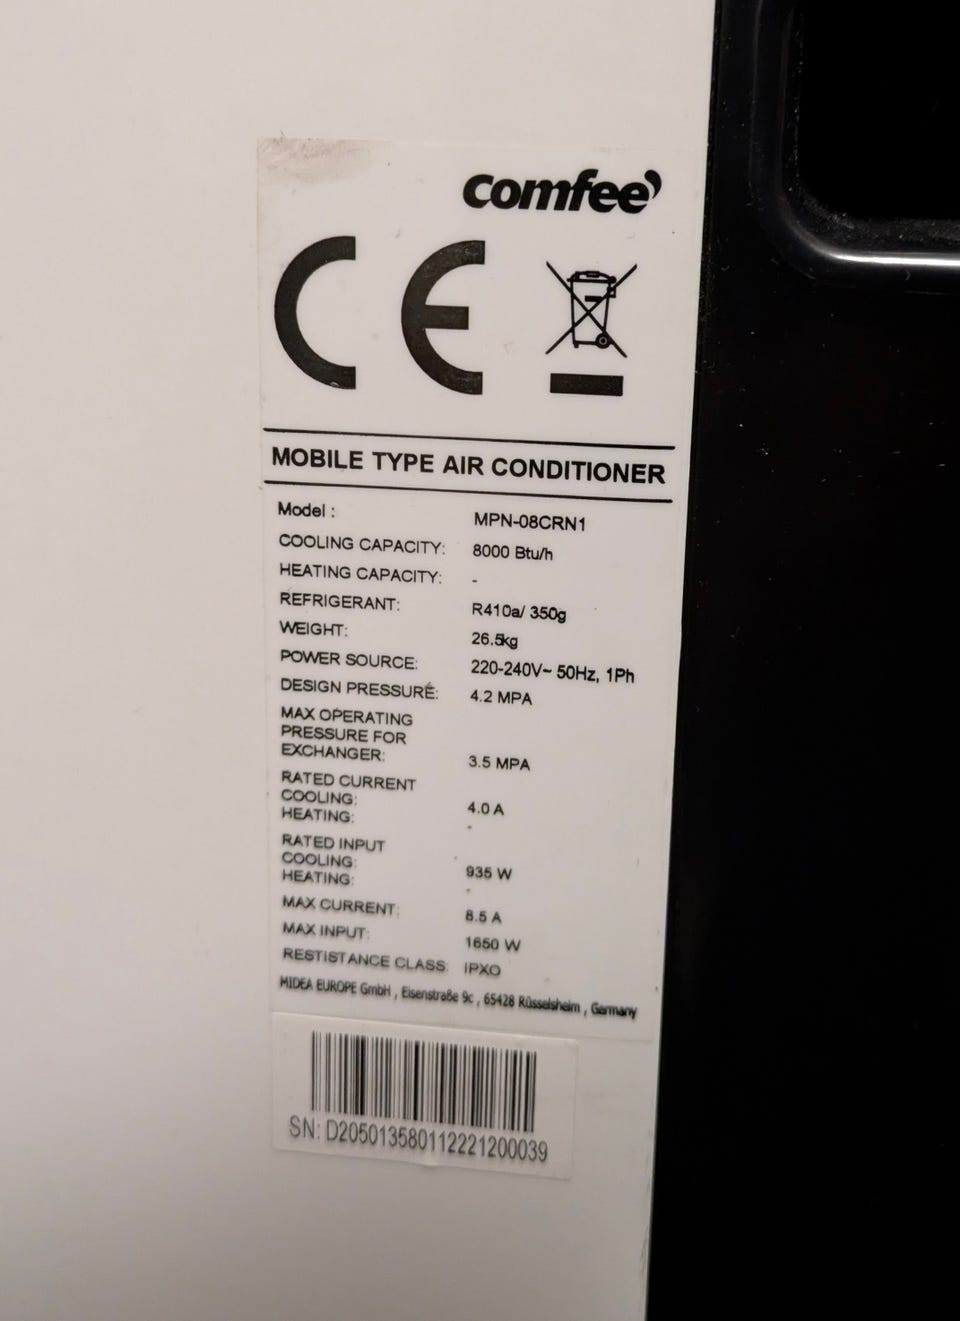 comfee'
CE
MOBILE TYPE AIR CONDITIONER
Model : MPN-08CRN1
COOLING CAPACITY: 8000 Btu/h
HEATING CAPACITY: -
REFRIGERANT: R410a/ 350g
WEIGHT: 26.5kg
POWER SOURCE: 220-240V~ 50Hz, 1Ph
DESIGN PRESSURE: 4.2 MPA
MAX OPERATING
PRESSURE FOR
EXCHANGER: 3.5 MPA
RATED CURRENT
COOLING: 4.0 A
HEATING: -
RATED INPUT
COOLING: 935 W
HEATING: -
MAX CURRENT: 8.5 A
MAX INPUT: 1650 W
RESTISTANCE CLASS: IPXO
MIDEA EUROPE GmbH , Eisenstraße 9c , 65428 Rüsselsheim , Germany
SN: D205013580112221200039